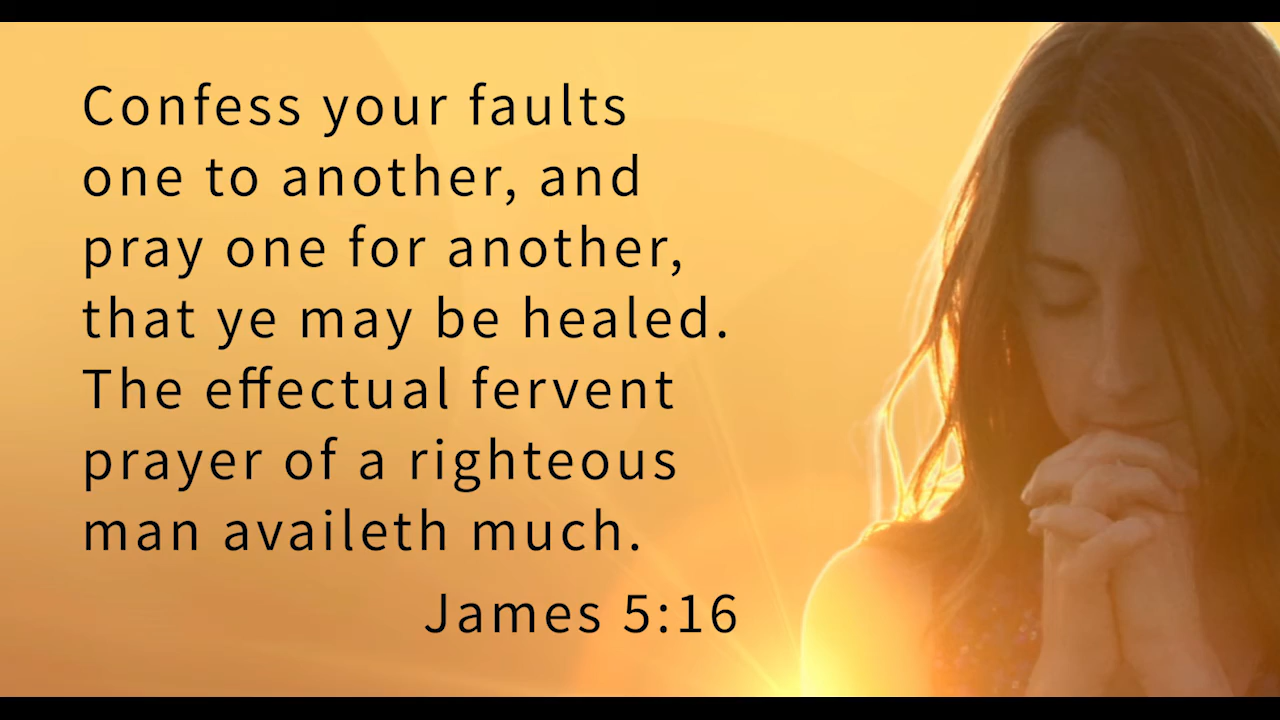 Confess your faults
one to another, and
pray one for another,
that ye may be healed.
The effectual fervent
prayer of a righteous
man availeth much.
James 5:16